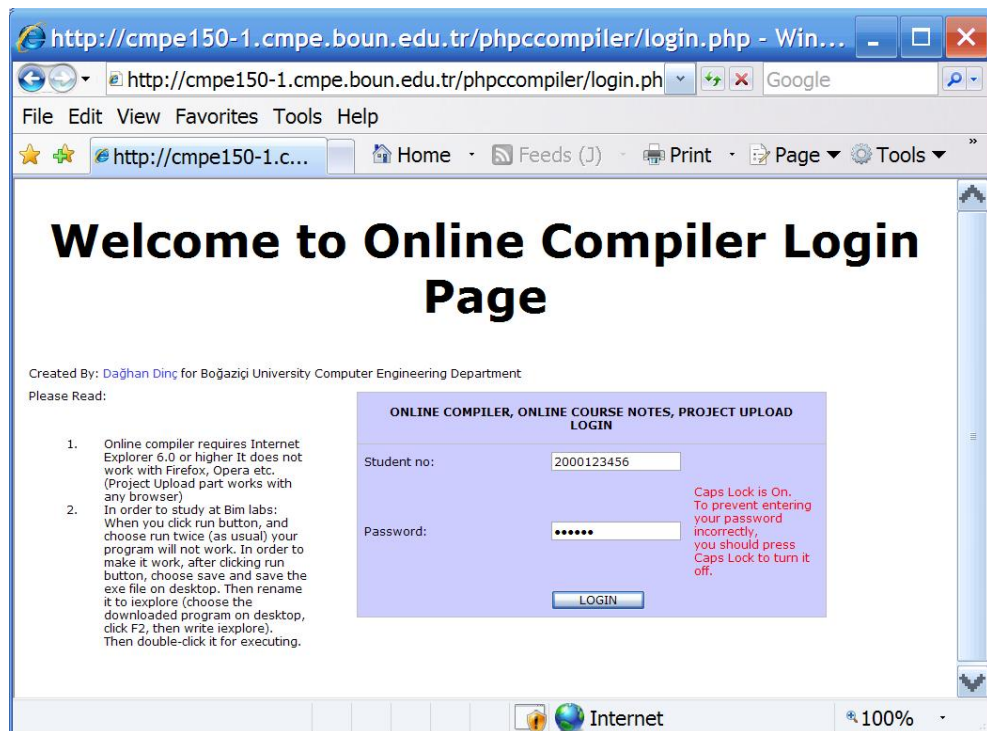 http://cmpe150-1.cmpe.boun.edu.tr/phpccompiler/login.php - Win...
http://cmpe150-1.cmpe.boun.edu.tr/phpccompiler/login.ph
Google
File Edit View Favorites Tools Help
http://cmpe150-1.c...
Home
Feeds (J)
Print
Page
Tools
»
Welcome to Online Compiler Login
Page
Created By: Dağhan Dinç for Boğaziçi University Computer Engineering Department
Please Read:
1. Online compiler requires Internet
Explorer 6.0 or higher It does not
work with Firefox, Opera etc.
(Project Upload part works with
any browser)
2. In order to study at Bim labs:
When you click run button, and
choose run twice (as usual) your
program will not work. In order to
make it work, after clicking run
button, choose save and save the
exe file on desktop. Then rename
it to iexplore (choose the
downloaded program on desktop,
click F2, then write iexplore).
Then double-click it for executing.
ONLINE COMPILER, ONLINE COURSE NOTES, PROJECT UPLOAD
LOGIN
Student no:
2000123456
Password:
••••••
Caps Lock is On.
To prevent entering
your password
incorrectly,
you should press
Caps Lock to turn it
off.
LOGIN
Internet
100%